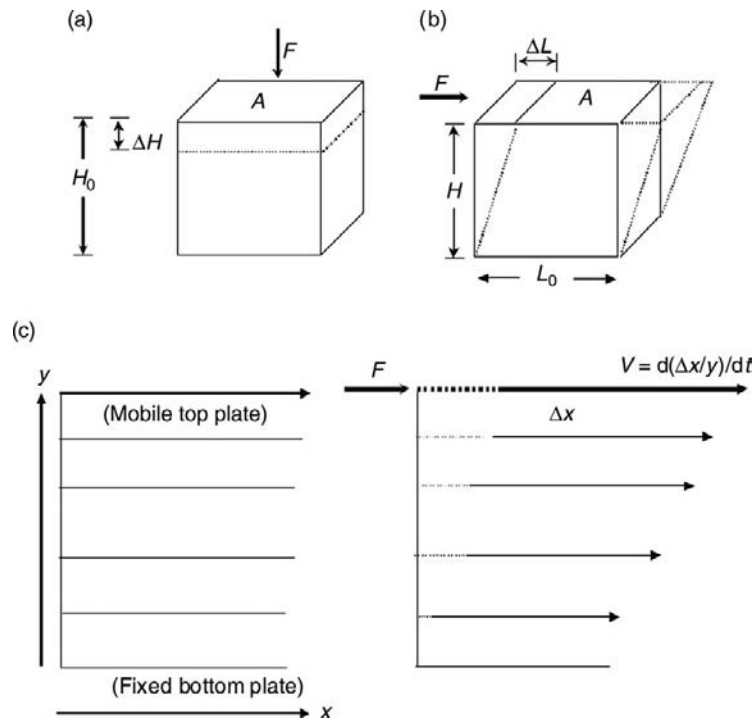 (a)
F
A
ΔH
H₀
(b)
ΔL
F
A
H
L₀
(c)
y
(Mobile top plate)
(Fixed bottom plate)
x
F
V = d(Δx/y)/dt
Δx